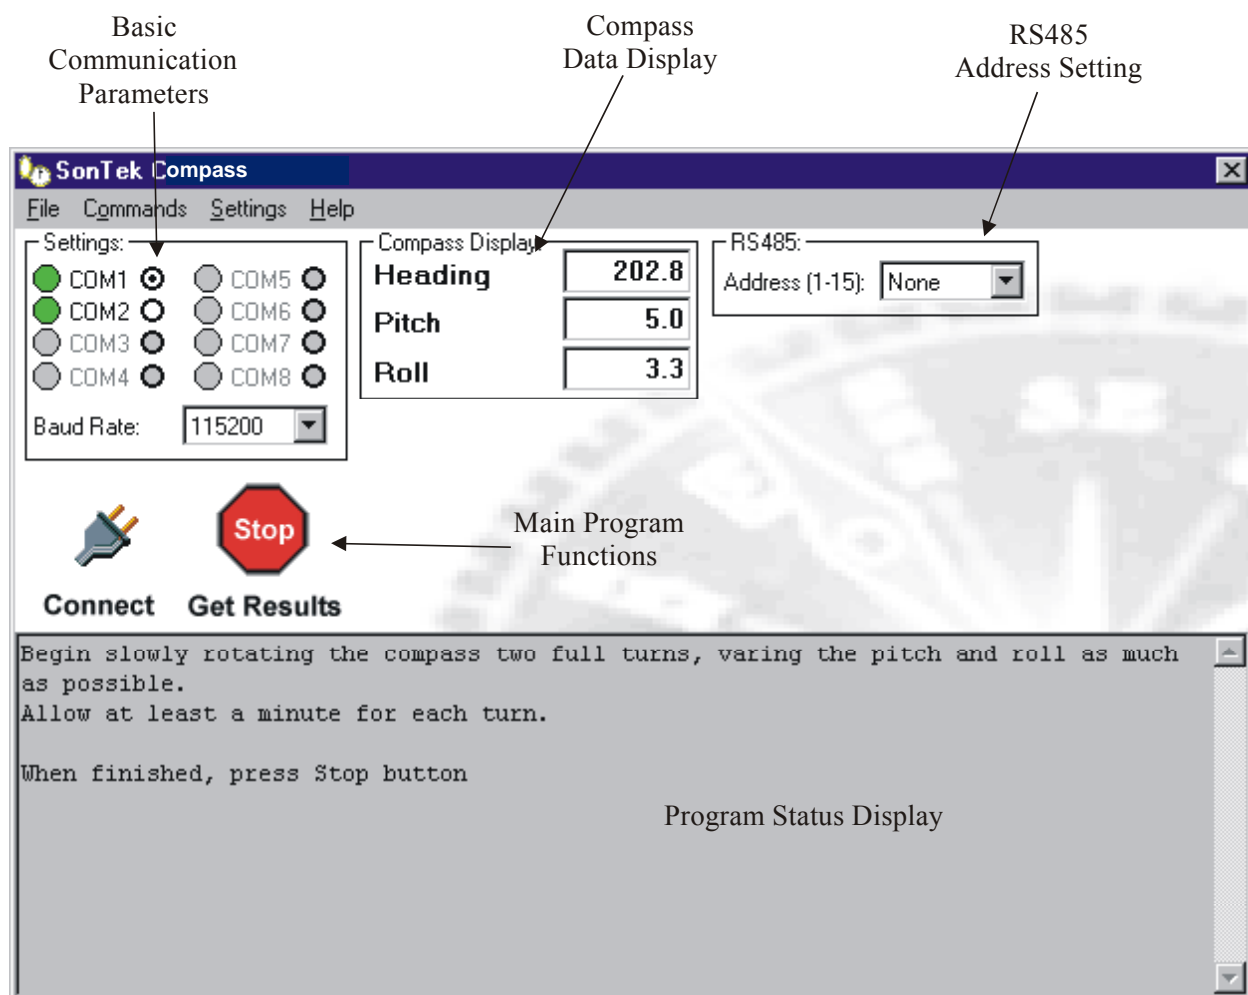 Basic
Communication
Parameters
Compass
Data Display
RS485
Address Setting
SonTek Compass
File Commands Settings Help
Settings:
COM1 COM5
COM2 COM6
COM3 COM7
COM4 COM8
Baud Rate: 115200
Compass Display:
Heading 202.8
Pitch 5.0
Roll 3.3
RS485:
Address (1-15): None
Stop
Connect Get Results
Main Program
Functions
Begin slowly rotating the compass two full turns, varing the pitch and roll as much
as possible.
Allow at least a minute for each turn.
When finished, press Stop button
Program Status Display